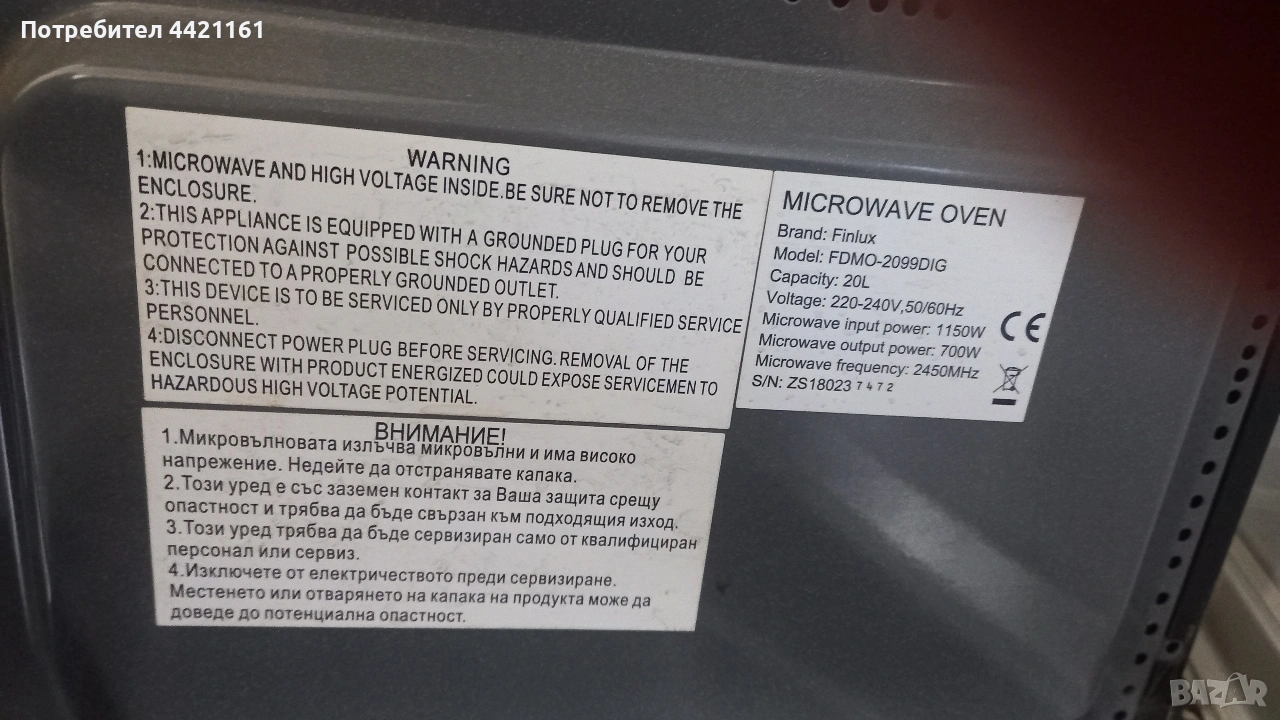 Потребител 4421161
WARNING
1:MICROWAVE AND HIGH VOLTAGE INSIDE.BE SURE NOT TO REMOVE THE
ENCLOSURE.
2:THIS APPLIANCE IS EQUIPPED WITH A GROUNDED PLUG FOR YOUR
PROTECTION AGAINST POSSIBLE SHOCK HAZARDS AND SHOULD BE
CONNECTED TO A PROPERLY GROUNDED OUTLET.
3:THIS DEVICE IS TO BE SERVICED ONLY BY PROPERLY QUALIFIED SERVICE
PERSONNEL.
4:DISCONNECT POWER PLUG BEFORE SERVICING.REMOVAL OF THE
ENCLOSURE WITH PRODUCT ENERGIZED COULD EXPOSE SERVICEMEN TO
HAZARDOUS HIGH VOLTAGE POTENTIAL.
MICROWAVE OVEN
Brand: Finlux
Model: FDMO-2099DIG
Capacity: 20L
Voltage: 220-240V,50/60Hz
Microwave input power: 1150W
Microwave output power: 700W
Microwave frequency: 2450MHz
S/N: ZS18023 7472
CE
ВНИМАНИЕ!
1.Микровълновата излъчва микровълни и има високо
напрежение. Недейте да отстранявате капака.
2.Този уред е със заземен контакт за Ваша защита срещу
опастност и трябва да бъде свързан към подходящия изход.
3.Този уред трябва да бъде сервизиран само от квалифициран
персонал или сервиз.
4.Изключете от електричеството преди сервизиране.
Местенето или отварянето на капака на продукта може да
доведе до потенциална опастност.
BAZAR